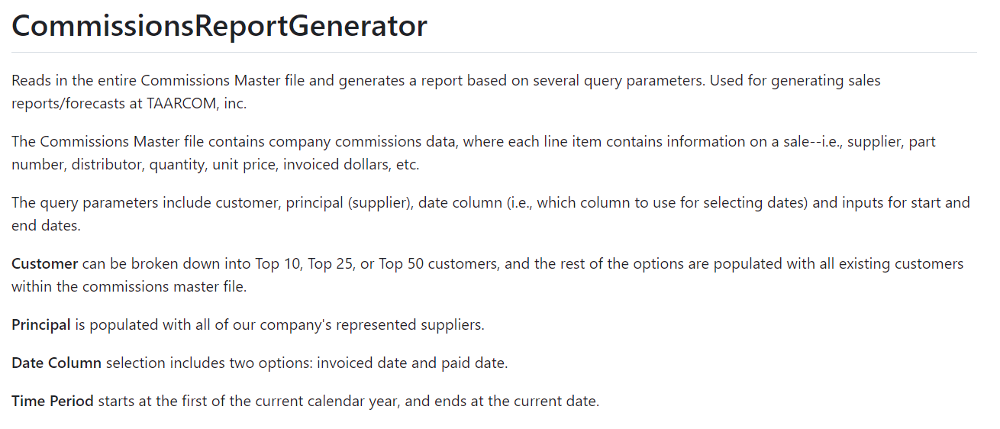 CommissionsReportGenerator
Reads in the entire Commissions Master file and generates a report based on several query parameters. Used for generating sales
reports/forecasts at TAARCOM, inc.
The Commissions Master file contains company commissions data, where each line item contains information on a sale--i.e., supplier, part
number, distributor, quantity, unit price, invoiced dollars, etc.
The query parameters include customer, principal (supplier), date column (i.e., which column to use for selecting dates) and inputs for start and
end dates.
Customer can be broken down into Top 10, Top 25, or Top 50 customers, and the rest of the options are populated with all existing customers
within the commissions master file.
Principal is populated with all of our company's represented suppliers.
Date Column selection includes two options: invoiced date and paid date.
Time Period starts at the first of the current calendar year, and ends at the current date.